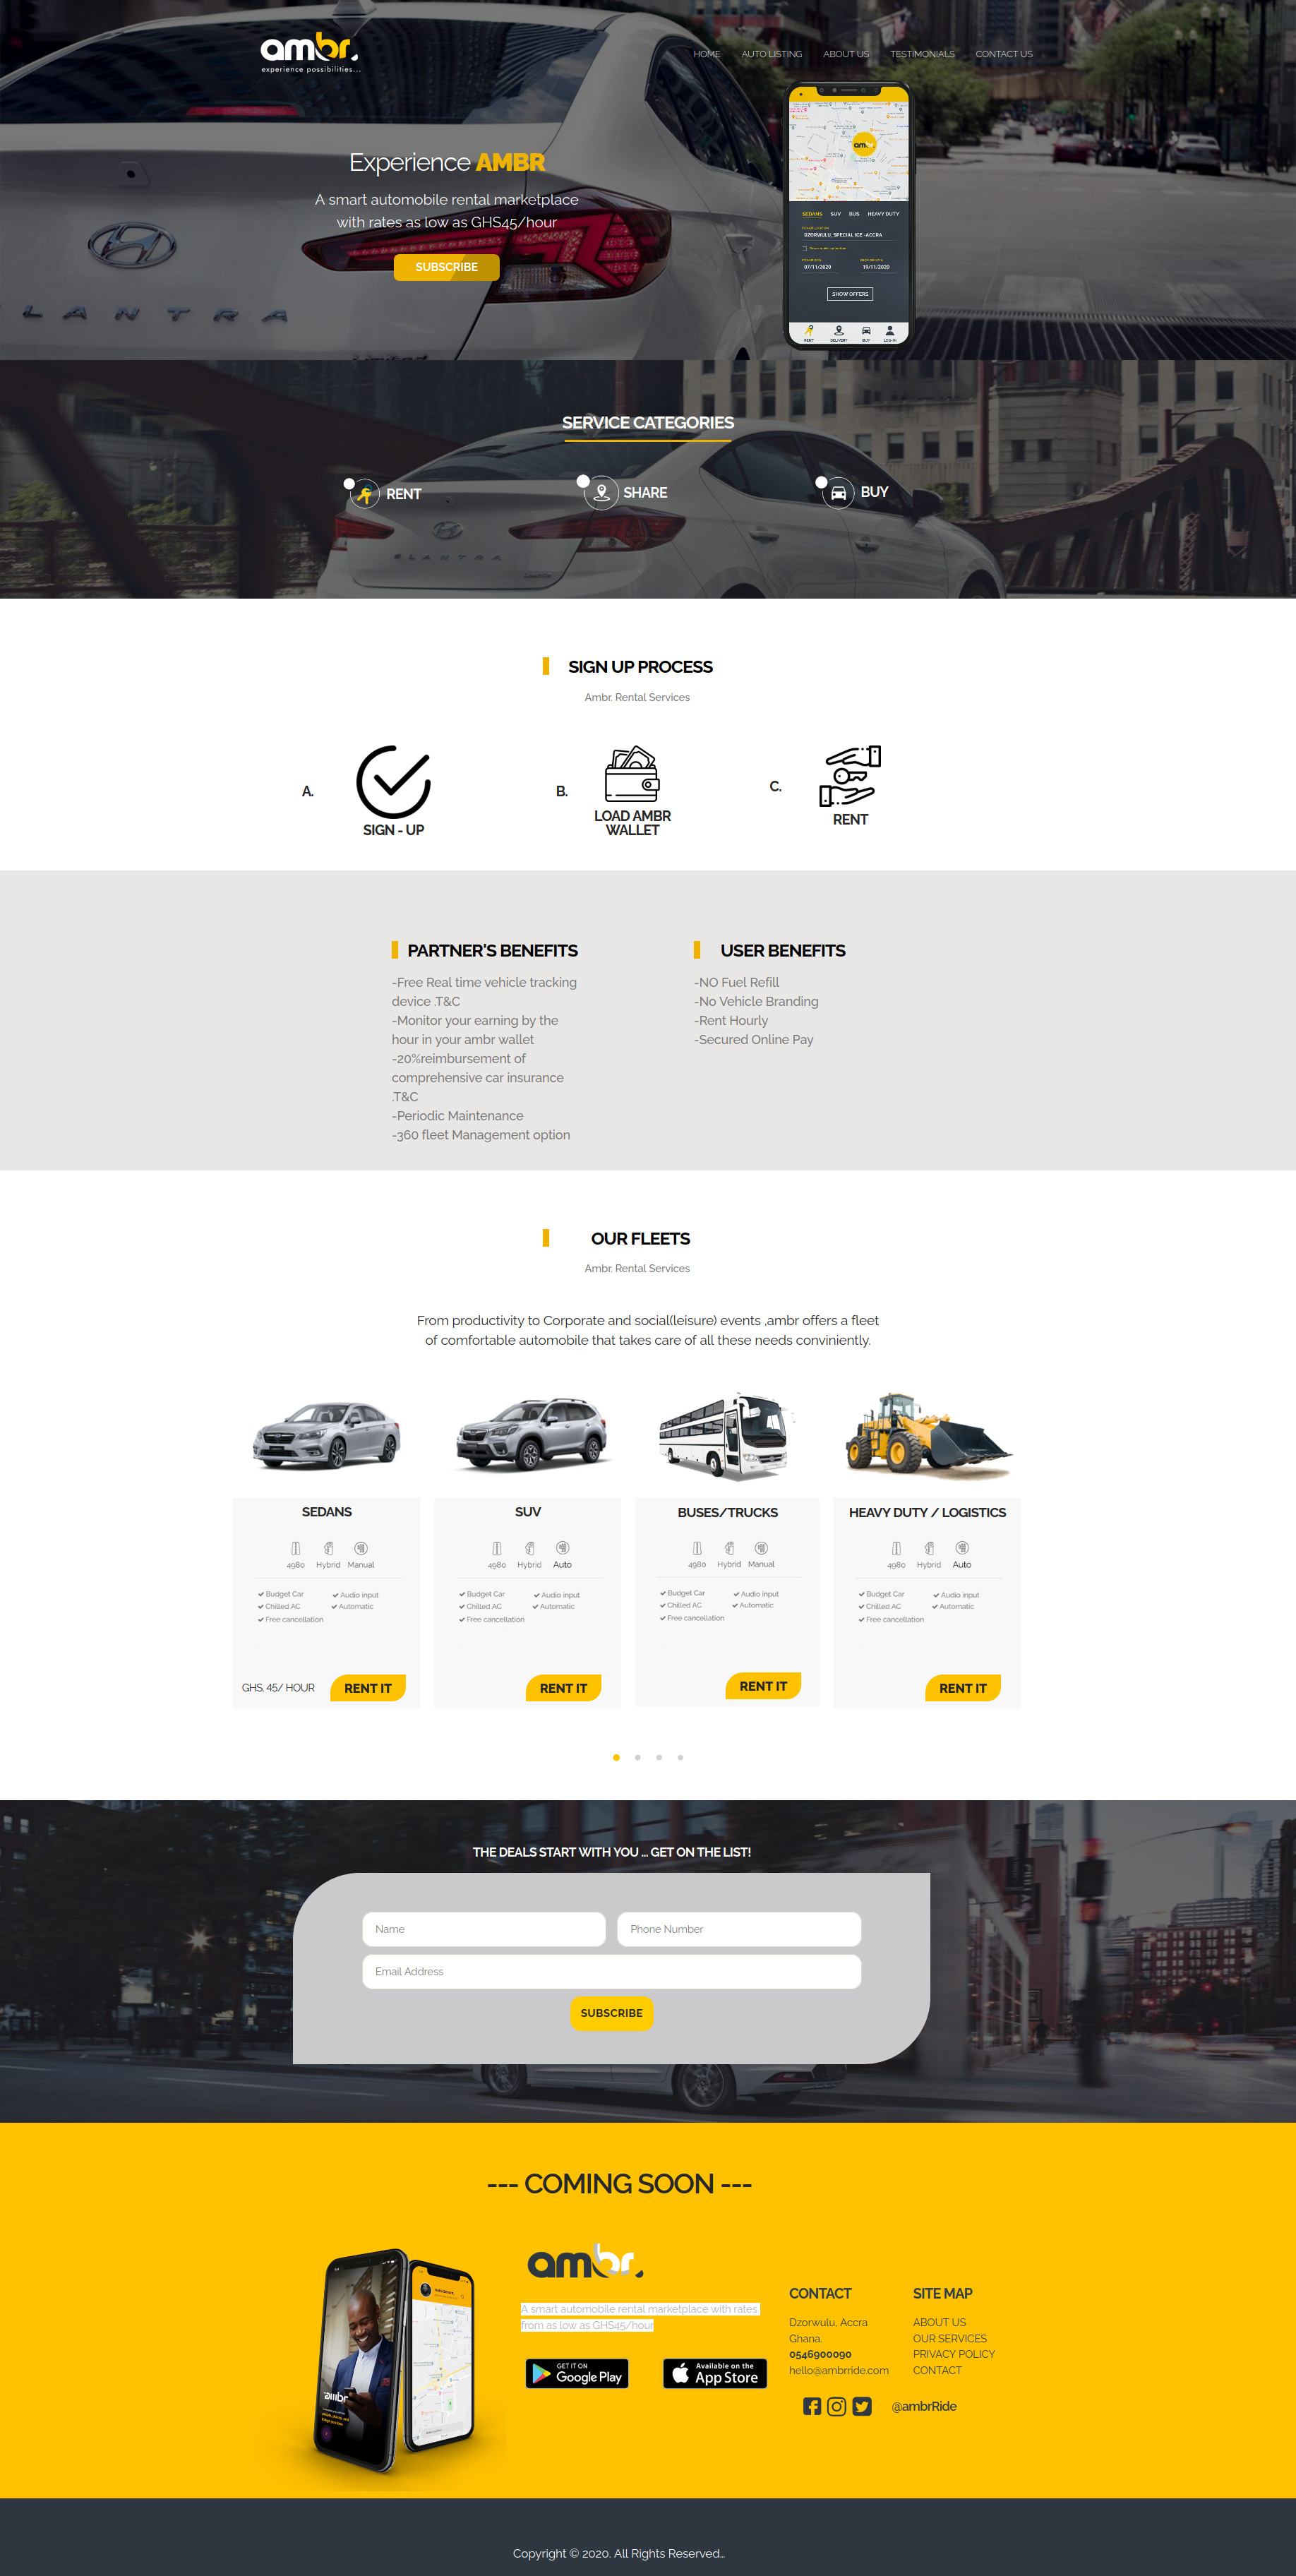 ambr.
experience possibilities...
HOME AUTO LISTING ABOUT US TESTIMONIALS CONTACT US
Experience AMBR
A smart automobile rental marketplace
with rates as low as GHS45/hour
SUBSCRIBE
ambr.
SEDANS SUV BUS HEAVY DUTY
DZORWULU, SPECIAL ICE -ACCRA
07/11/2020 19/11/2020
SHOW OFFERS
RENT DELIVERY BUY LOG-IN
LANTRA
SERVICE CATEGORIES
RENT
SHARE
BUY
ELANTRA
SIGN UP PROCESS
Ambr. Rental Services
A.
SIGN - UP
B.
LOAD AMBR
WALLET
C.
RENT
PARTNER'S BENEFITS
-Free Real time vehicle tracking
device .T&C
-Monitor your earning by the
hour in your ambr wallet
-20%reimbursement of
comprehensive car insurance
.T&C
-Periodic Maintenance
-360 fleet Management option
USER BENEFITS
-NO Fuel Refill
-No Vehicle Branding
-Rent Hourly
-Secured Online Pay
OUR FLEETS
Ambr. Rental Services
From productivity to Corporate and social(leisure) events ,ambr offers a fleet
of comfortable automobile that takes care of all these needs conviniently.
SEDANS
4980 Hybrid Manual
Budget Car Audio input
Chilled AC Automatic
Free cancellation
GHS. 45/ HOUR RENT IT
SUV
4980 Hybrid Auto
Budget Car Audio input
Chilled AC Automatic
Free cancellation
RENT IT
BUSES/TRUCKS
4980 Hybrid Manual
Budget Car Audio input
Chilled AC Automatic
Free cancellation
RENT IT
HEAVY DUTY / LOGISTICS
4980 Hybrid Auto
Budget Car Audio input
Chilled AC Automatic
Free cancellation
RENT IT
THE DEALS START WITH YOU ... GET ON THE LIST!
Name
Phone Number
Email Address
SUBSCRIBE
--- COMING SOON ---
ambr
ambr.
A smart automobile rental marketplace with rates
from as low as GHS45/hour
GET IT ON
Google Play
Available on the
App Store
CONTACT
Dzorwulu, Accra
Ghana.
0546900090
hello@ambrride.com
SITE MAP
ABOUT US
OUR SERVICES
PRIVACY POLICY
CONTACT
@ambrRide
Copyright © 2020. All Rights Reserved..